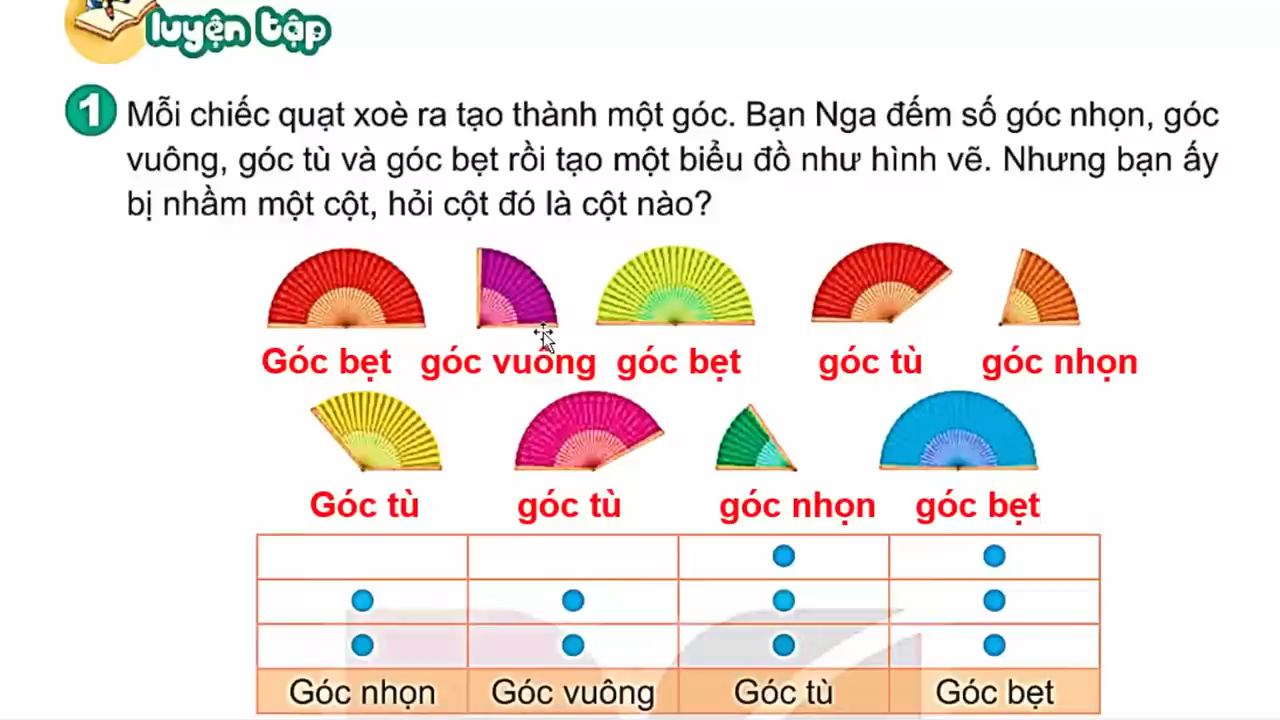 luyện tập
1 Mỗi chiếc quạt xoè ra tạo thành một góc. Bạn Nga đếm số góc nhọn, góc
vuông, góc tù và góc bẹt rồi tạo một biểu đồ như hình vẽ. Nhưng bạn ấy
bị nhầm một cột, hỏi cột đó là cột nào?
Góc bẹt góc vuông góc bẹt góc tù góc nhọn
Góc tù góc tù góc nhọn góc bẹt
Góc nhọn Góc vuông Góc tù Góc bẹt